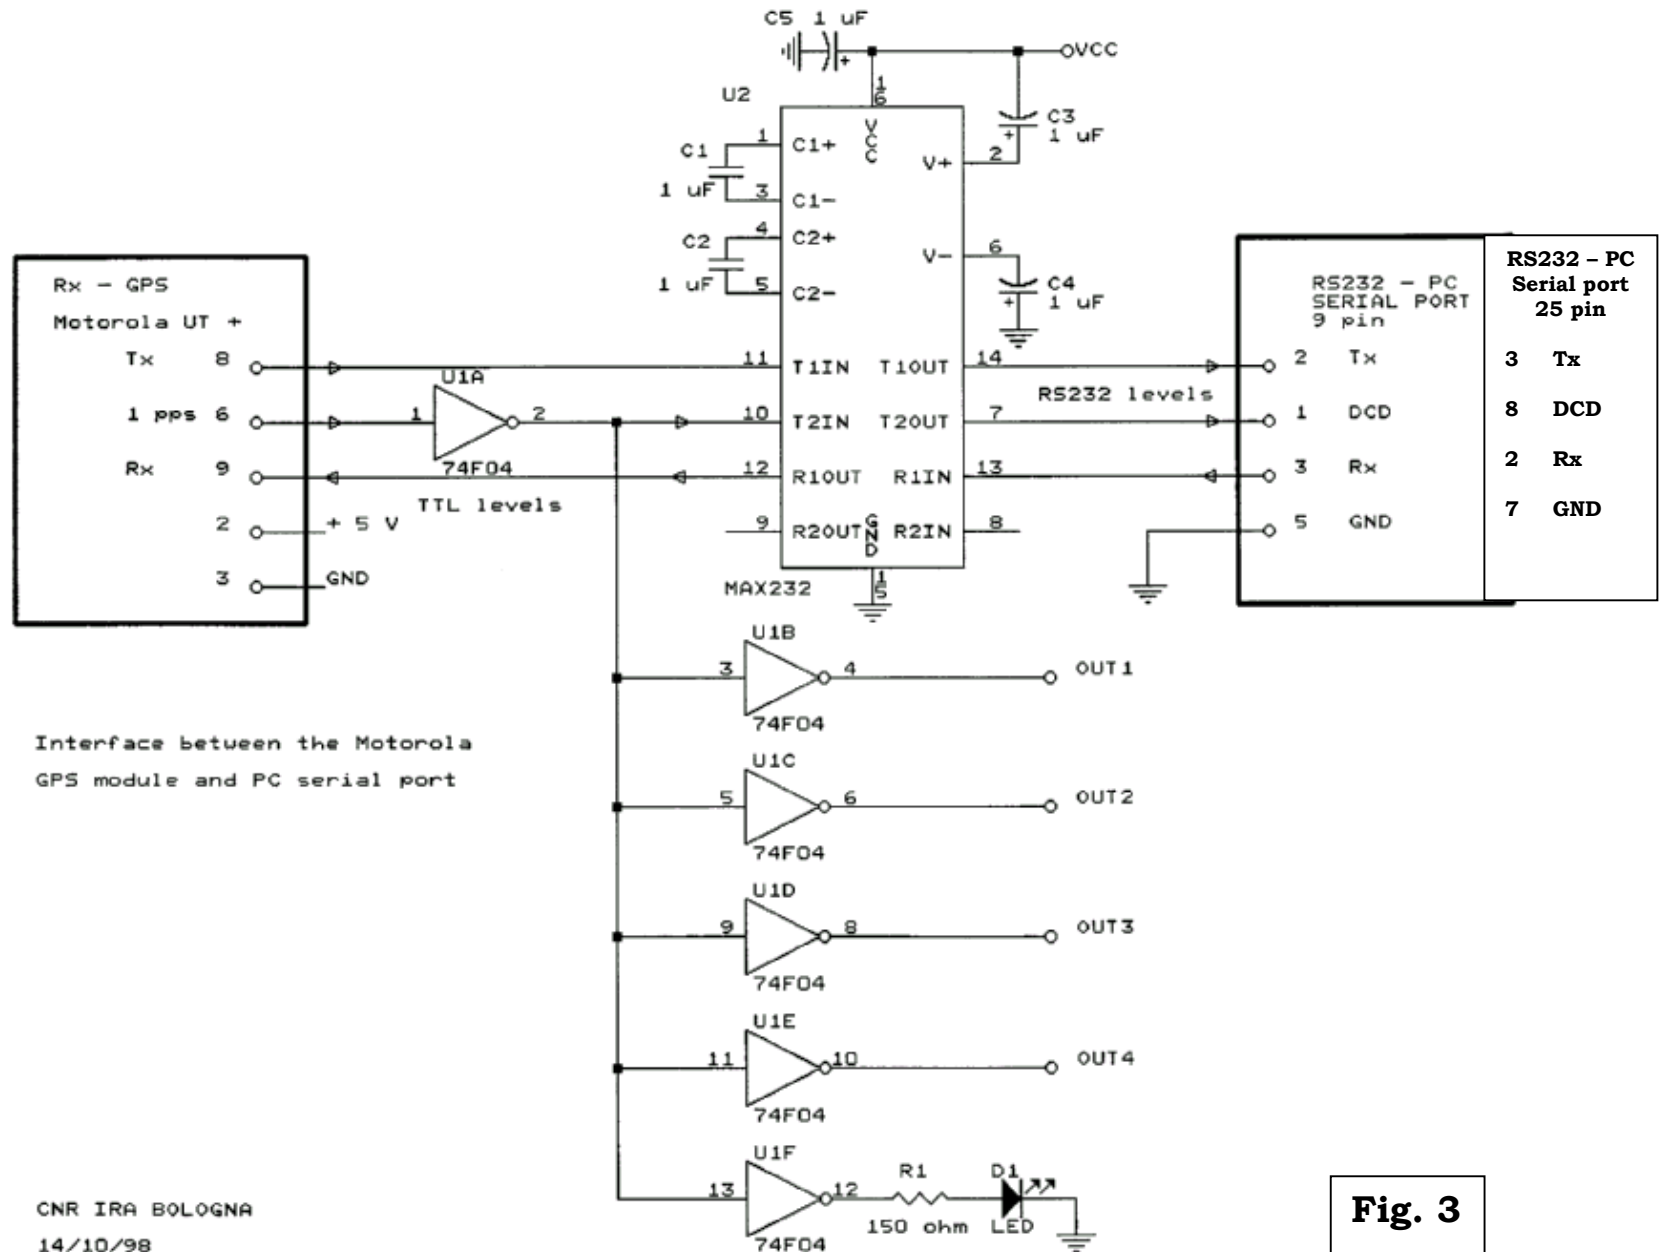 C5 1 uF
VCC
U2
16
VCC
C1
1 uF
1 C1+
3 C1-
C2
1 uF
4 C2+
5 C2-
V+ 2
C3
1 uF
V- 6
C4
1 uF
+
+
+
Rx - GPS
Motorola UT +
Tx 8
1 pps 6
Rx 9
2 + 5 V
3 GND
U1A
1 2
74F04
TTL levels
11 T1IN T1OUT 14
10 T2IN T2OUT 7
12 R1OUT R1IN 13
9 R2OUT R2IN 8
GND
15
MAX232
RS232 levels
RS232 - PC
SERIAL PORT
9 pin
2 Tx
1 DCD
3 Rx
5 GND
RS232 – PC
Serial port
25 pin
3 Tx
8 DCD
2 Rx
7 GND
U1B
3 4 OUT1
74F04
Interface between the Motorola
GPS module and PC serial port
U1C
5 6 OUT2
74F04
U1D
9 8 OUT3
74F04
U1E
11 10 OUT4
74F04
U1F
13 12
74F04
R1
150 ohm
D1
LED
CNR IRA BOLOGNA
14/10/98
Fig. 3